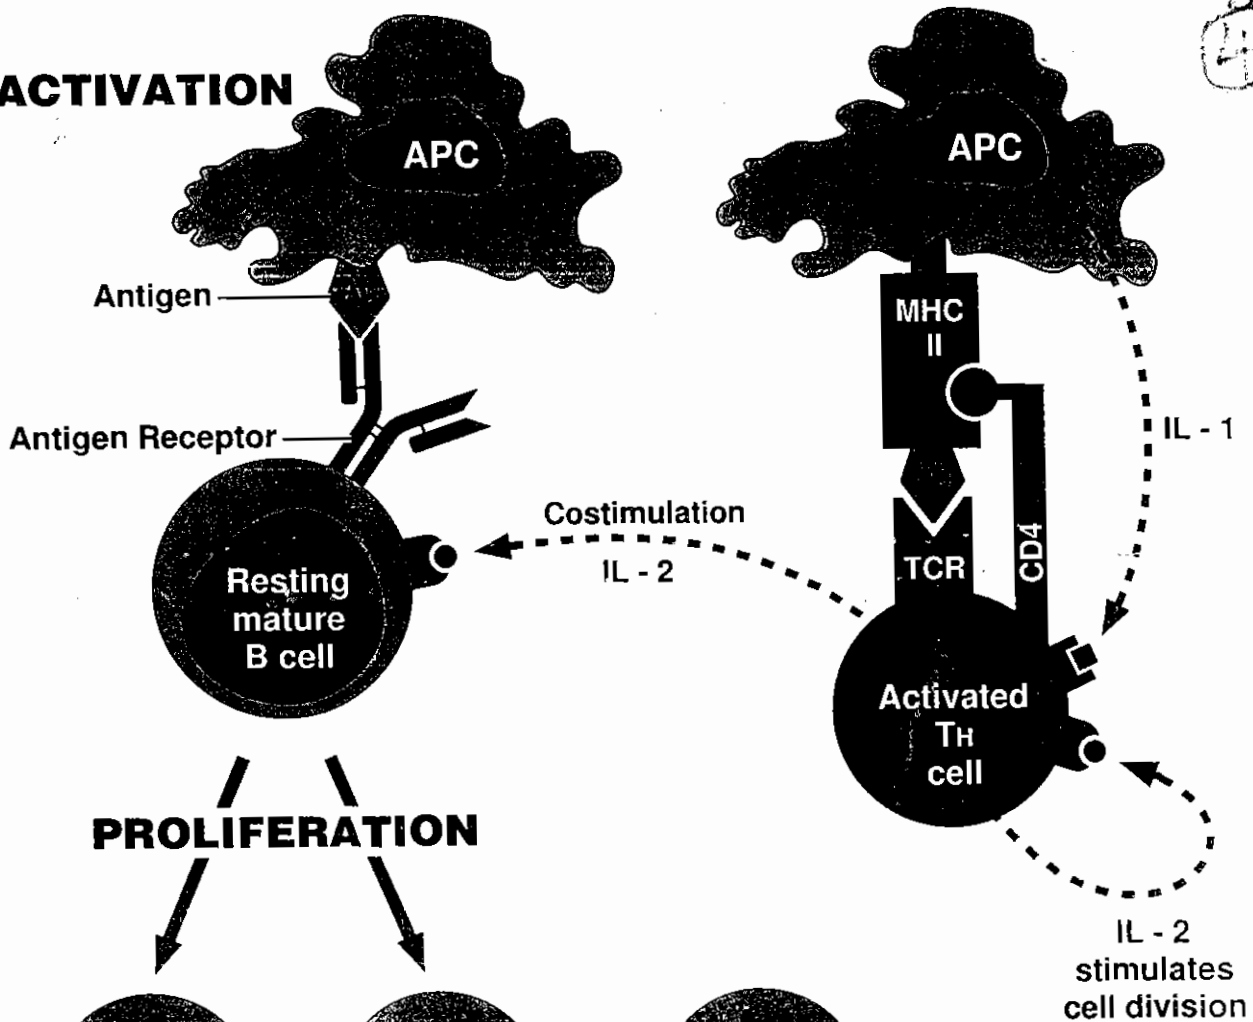 ACTIVATION
APC
Antigen
Antigen Receptor
Resting
mature
B cell
PROLIFERATION
Costimulation
IL - 2
APC
MHC
II
TCR
CD4
IL - 1
Activated
TH
cell
IL - 2
stimulates
cell division